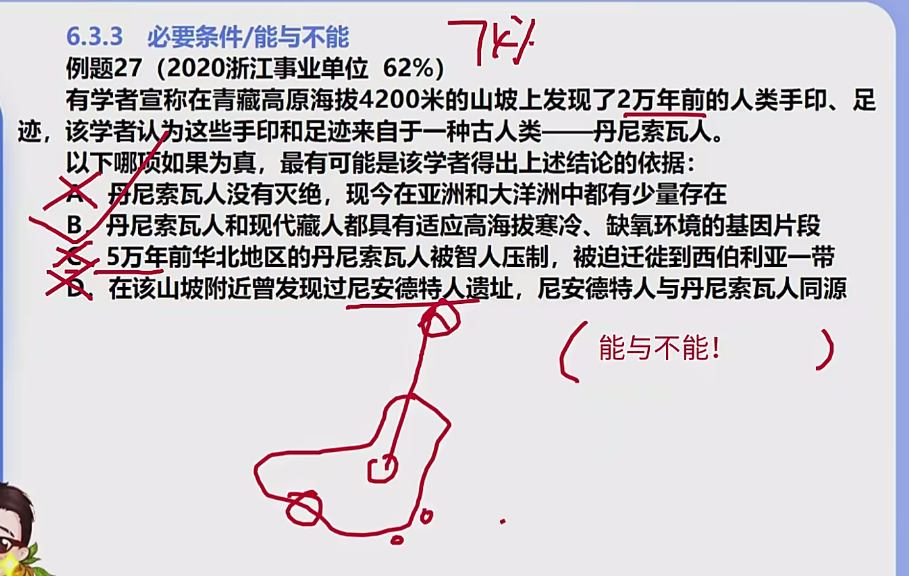 6.3.3 必要条件/能与不能
例题27（2020浙江事业单位 62%）
有学者宣称在青藏高原海拔4200米的山坡上发现了2万年前的人类手印、足
迹，该学者认为这些手印和足迹来自于一种古人类——丹尼索瓦人。
以下哪项如果为真，最有可能是该学者得出上述结论的依据：
A. 丹尼索瓦人没有灭绝，现今在亚洲和大洋洲中都有少量存在
B. 丹尼索瓦人和现代藏人都具有适应高海拔寒冷、缺氧环境的基因片段
C. 5万年前华北地区的丹尼索瓦人被智人压制，被迫迁徙到西伯利亚一带
D. 在该山坡附近曾发现过尼安德特人遗址，尼安德特人与丹尼索瓦人同源
（能与不能！）